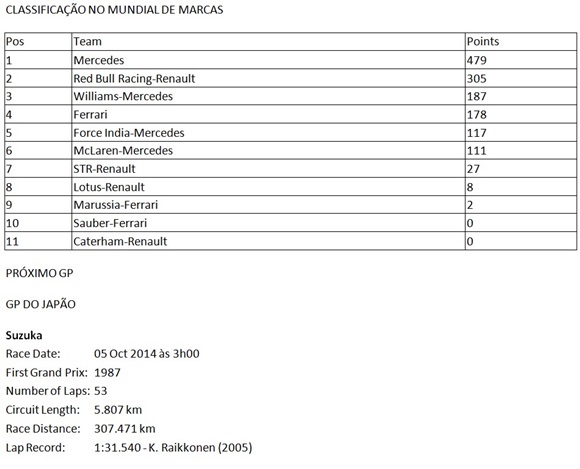 CLASSIFICAÇÃO NO MUNDIAL DE MARCAS
Pos Team Points
1 Mercedes 479
2 Red Bull Racing-Renault 305
3 Williams-Mercedes 187
4 Ferrari 178
5 Force India-Mercedes 117
6 McLaren-Mercedes 111
7 STR-Renault 27
8 Lotus-Renault 8
9 Marussia-Ferrari 2
10 Sauber-Ferrari 0
11 Caterham-Renault 0
PRÓXIMO GP
GP DO JAPÃO
Suzuka
Race Date: 05 Oct 2014 às 3h00
First Grand Prix: 1987
Number of Laps: 53
Circuit Length: 5.807 km
Race Distance: 307.471 km
Lap Record: 1:31.540 - K. Raikkonen (2005)